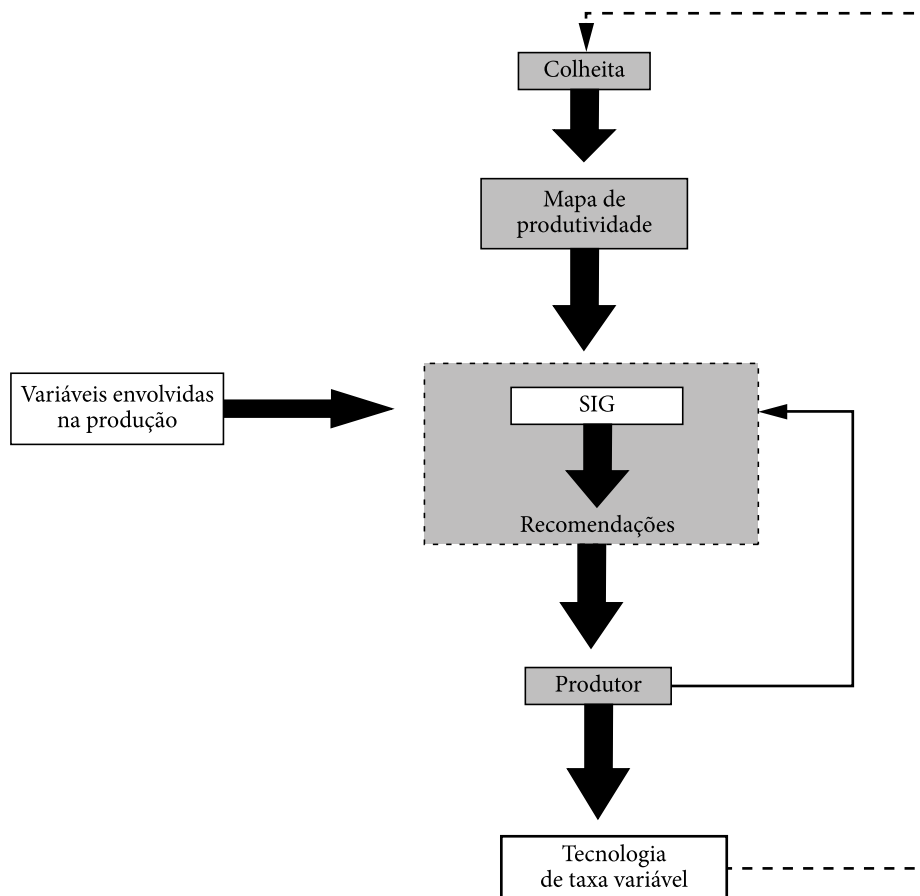 Colheita
Mapa de
produtividade
Variáveis envolvidas
na produção
SIG
Recomendações
Produtor
Tecnologia
de taxa variável